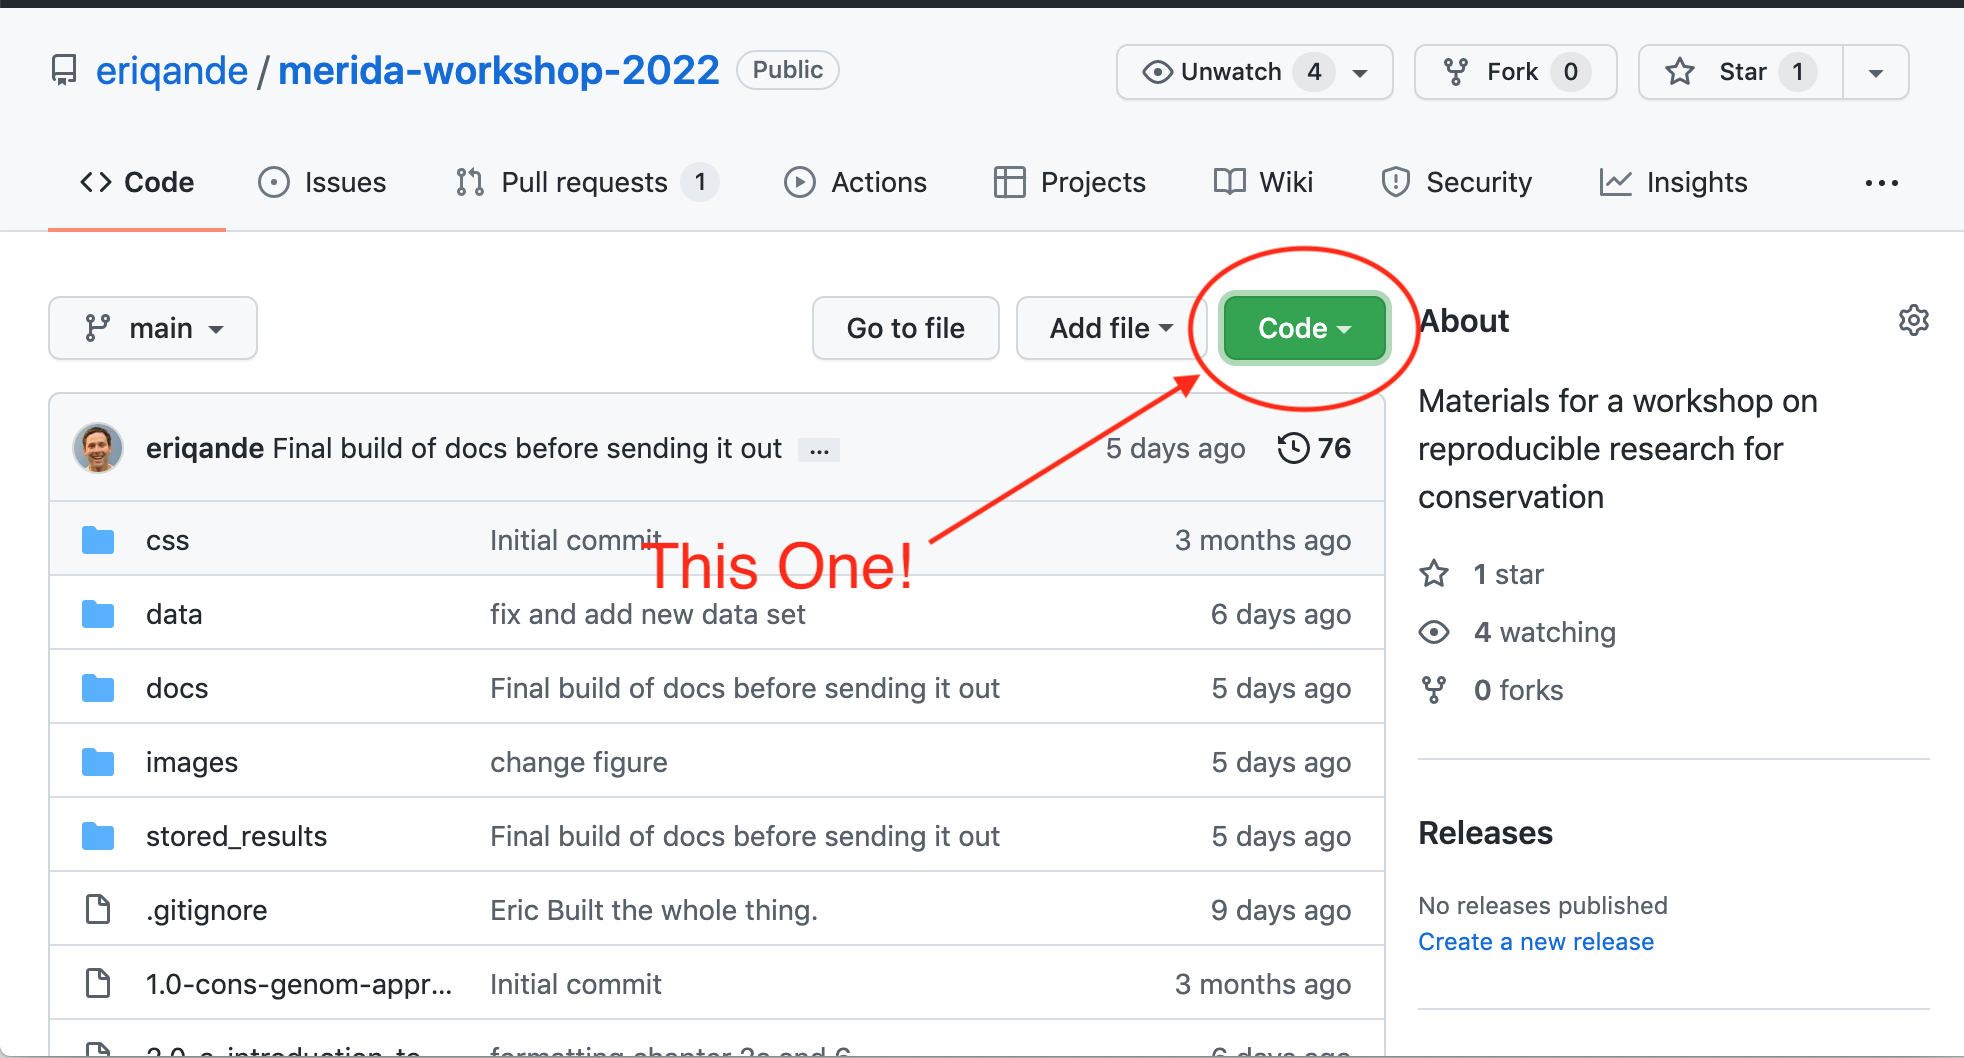 eriqande / merida-workshop-2022 Public Unwatch 4 Fork 0 Star 1
Code Issues Pull requests 1 Actions Projects Wiki Security Insights ...
main Go to file Add file Code
eriqande Final build of docs before sending it out ... 5 days ago 76
css Initial commit 3 months ago
This One!
data fix and add new data set 6 days ago
docs Final build of docs before sending it out 5 days ago
images change figure 5 days ago
stored_results Final build of docs before sending it out 5 days ago
.gitignore Eric Built the whole thing. 9 days ago
1.0-cons-genom-appr... Initial commit 3 months ago
6 days ago
About
Materials for a workshop on
reproducible research for
conservation
1 star
4 watching
0 forks
Releases
No releases published
Create a new release